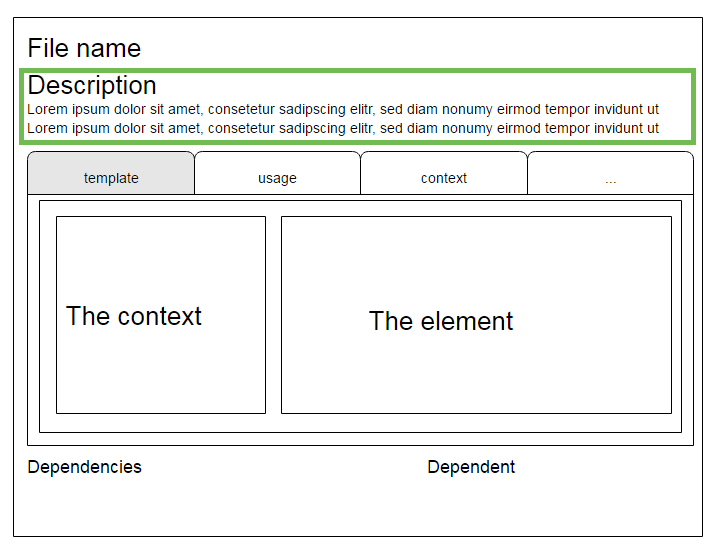 File name
Description
Lorem ipsum dolor sit amet, consetetur sadipscing elitr, sed diam nonumy eirmod tempor invidunt ut
Lorem ipsum dolor sit amet, consetetur sadipscing elitr, sed diam nonumy eirmod tempor invidunt ut
template usage context ...
The context
The element
Dependencies Dependent